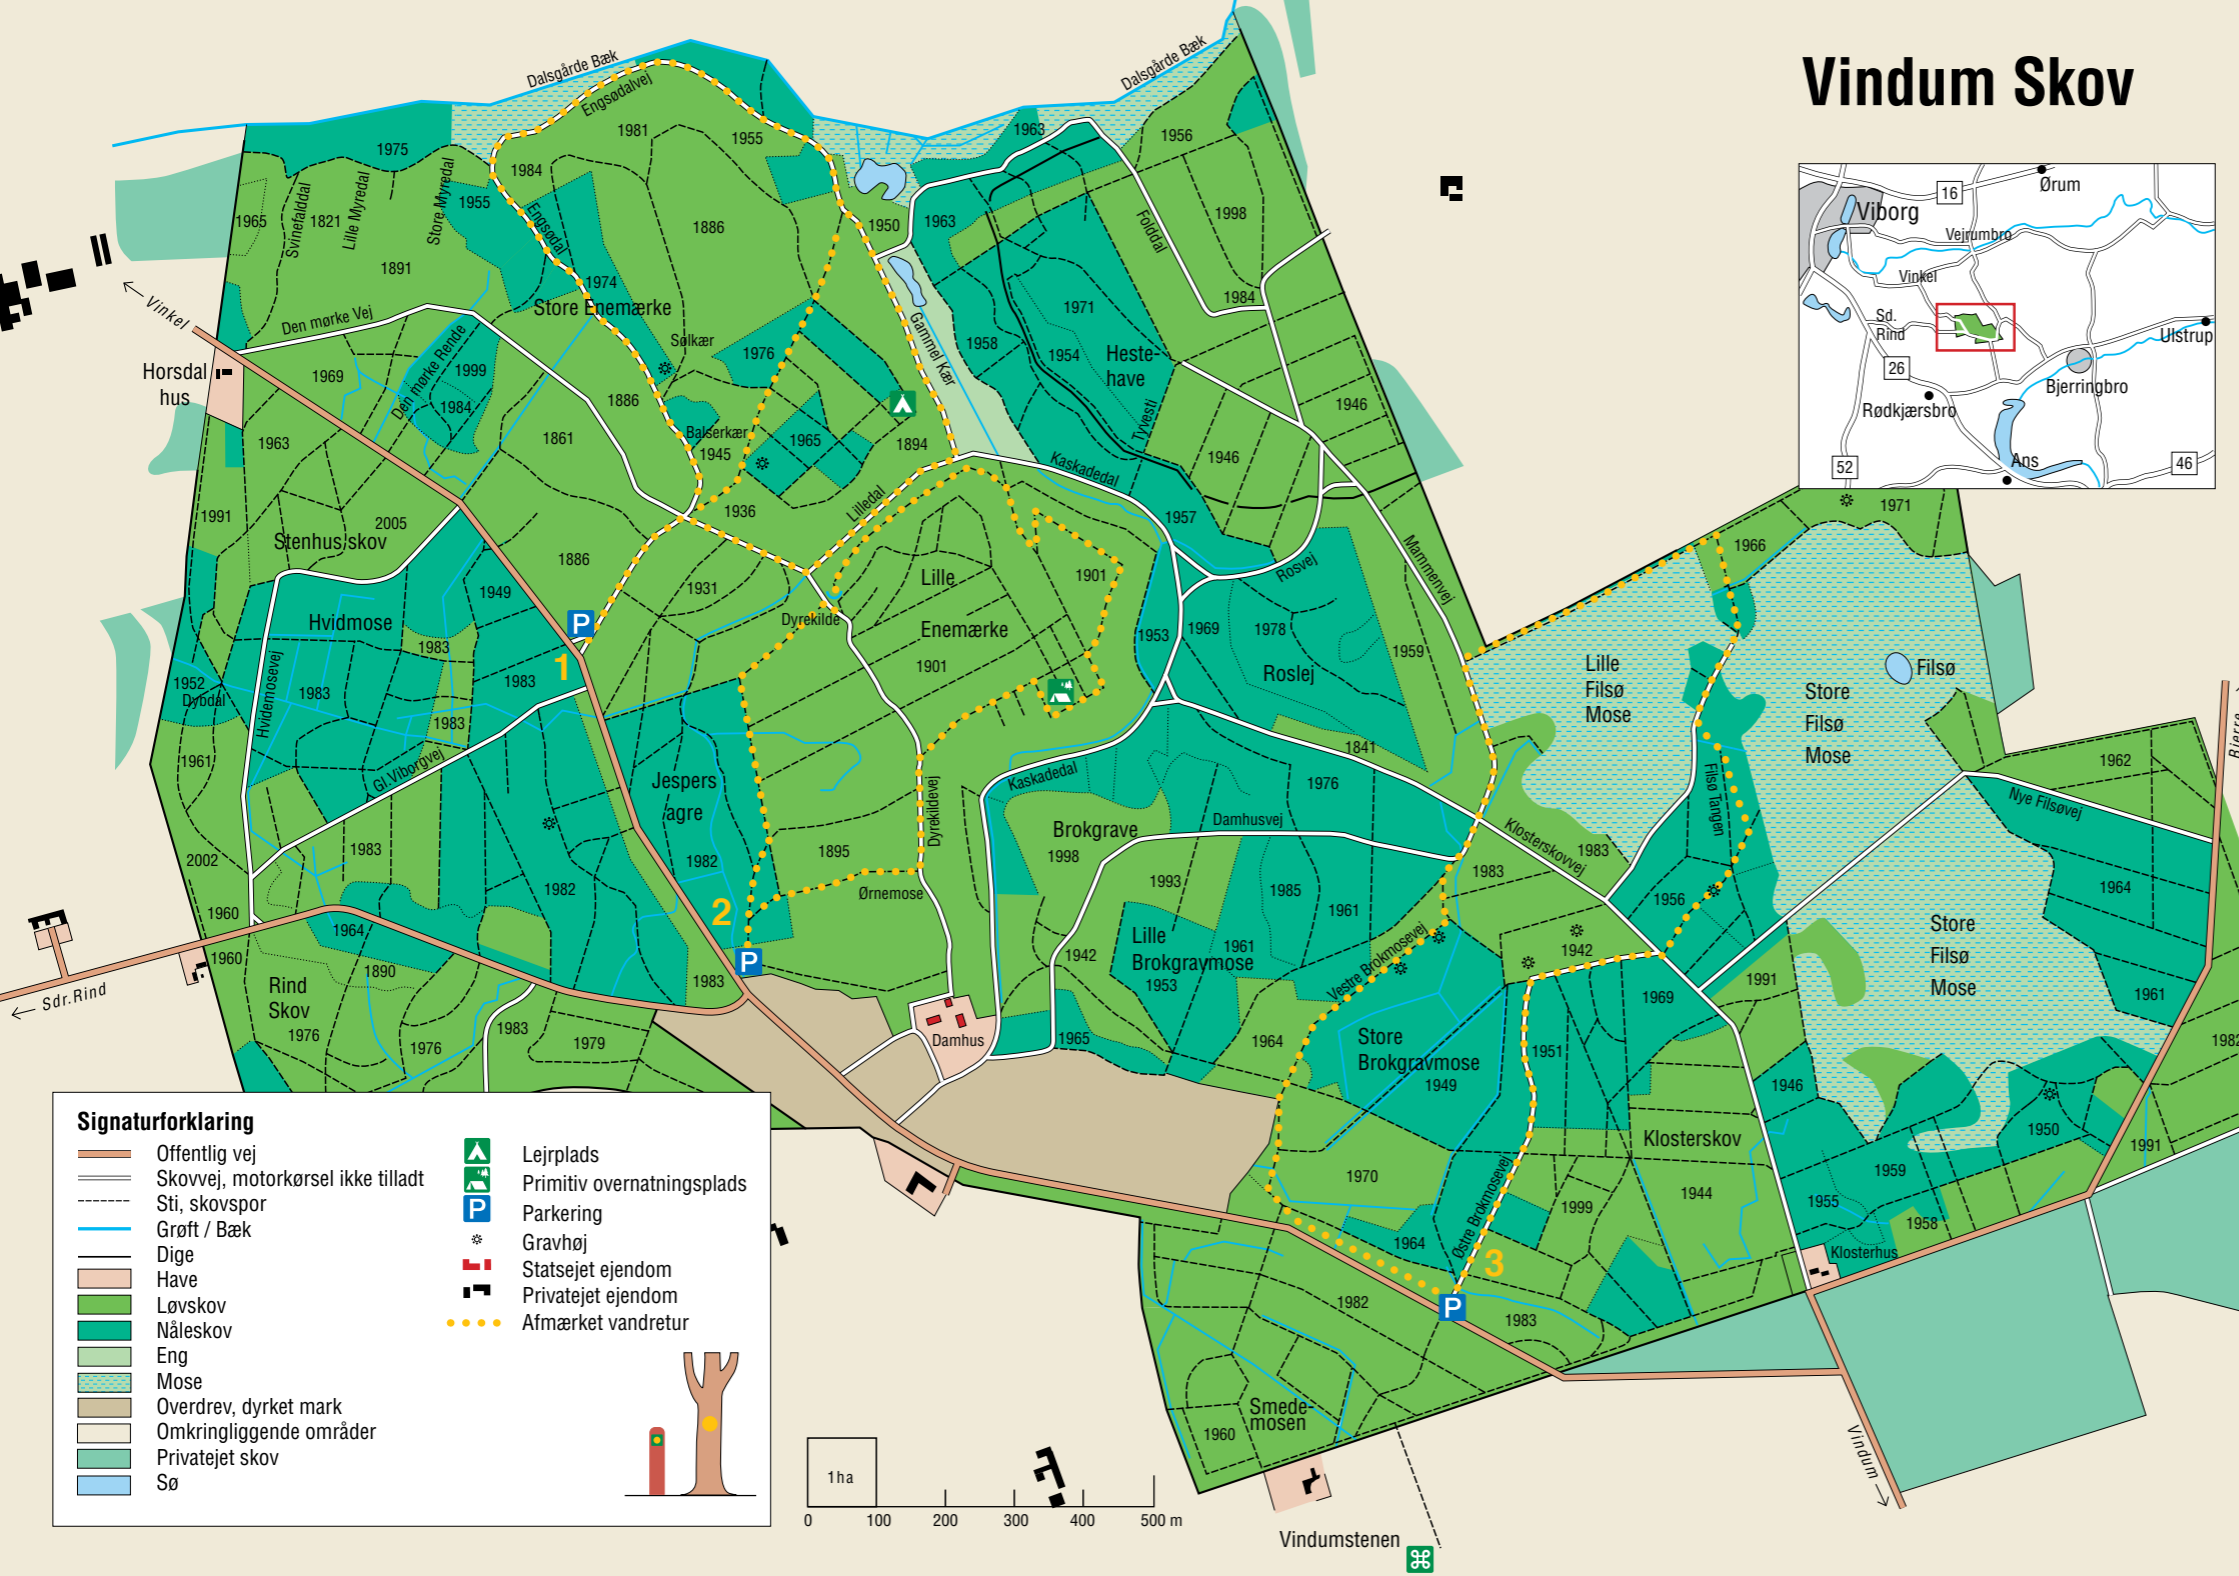 Vindum Skov
16
Ørum
Viborg
Vejrumbro
Vinkel
Sd.
Rind
Ulstrup
26
Bjerringbro
Rødkjærsbro
Ans
52
46
Dalsgårde Bæk
Engsødalvej
Dalsgårde Bæk
1975
1981
1955
1963
1956
1984
Store Myredal
1955
1965
Svinefalddal
1821
Lille Myredal
1891
Engsødal
1886
1950
1963
Folddal
1998
1974
Store Enemærke
1984
Vinkel
Den mørke Vej
Sølkær
1976
Gammel Kær
1971
1958
1954
Heste-
have
Horsdal
hus
1969
Den mørke Rende
1999
1984
1886
1861
1963
Balserkær
1945
1965
1894
Tyvesti
1946
1946
Kaskadedal
Lilledal
1936
1957
1991
2005
Stenhus skov
1886
1931
Lille
Enemærke
1901
1901
Rosvej
Mammenvej
1971
1966
1949
Hvidmose
1983
Dyrekilde
1953
1969
1978
1959
Roslej
1
1952
Dybdal
Hvidemosevej
1983
1983
1983
Lille
Filsø
Mose
Store
Filsø
Mose
Filsø
Bjerre
1961
Gl.Viborgvej
Jespers
agre
1982
Dyrekildevej
Kaskadedal
1841
1976
Filsø Tangen
1962
Nye Filsøvej
2002
1983
1895
Brokgrave
1998
Damhusvej
Klosterskovvej
1983
1983
1982
Ørnemose
1993
1985
1961
1956
1964
1960
2
1964
1960
1942
Lille
Brokgravmose
1961
1953
Vestre Brokmosevej
1942
Store
Filsø
Mose
Sdr.Rind
Rind
Skov
1890
1983
1991
1969
1961
1976
1976
1983
1979
Damhus
1965
1964
Store
Brokgravmose
1949
1951
1982
1946
Klosterskov
1950
1991
1970
1944
1959
1955
1958
1999
1964
Østre Brokmosevej
3
Klosterhus
1982
1983
Smede-
mosen
1960
Vindum
Vindumstenen
P
P
P
Signaturforklaring
Offentlig vej
Skovvej, motorkørsel ikke tilladt
Sti, skovspor
Grøft / Bæk
Dige
Have
Løvskov
Nåleskov
Eng
Mose
Overdrev, dyrket mark
Omkringliggende områder
Privatejet skov
Sø
Lejrplads
Primitiv overnatningsplads
P Parkering
Gravhøj
Statsejet ejendom
Privatejet ejendom
Afmærket vandretur
1ha
0 100 200 300 400 500 m